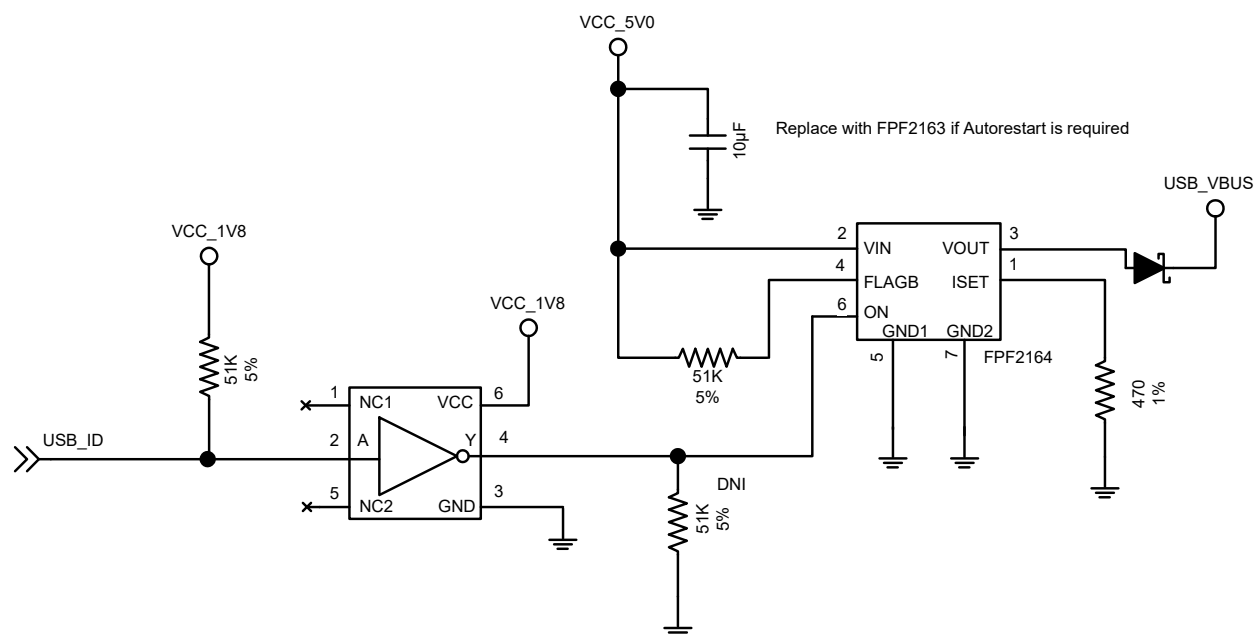 VCC_5V0
10µF
Replace with FPF2163 if Autorestart is required
USB_VBUS
VCC_1V8
2
VIN
VOUT
3
4
FLAGB
ISET
1
6
ON
GND1
GND2
5
7
FPF2164
VCC_1V8
51K
5%
51K
5%
470
1%
1
NC1
VCC
6
USB_ID
2
A
Y
4
5
NC2
GND
3
DNI
51K
5%